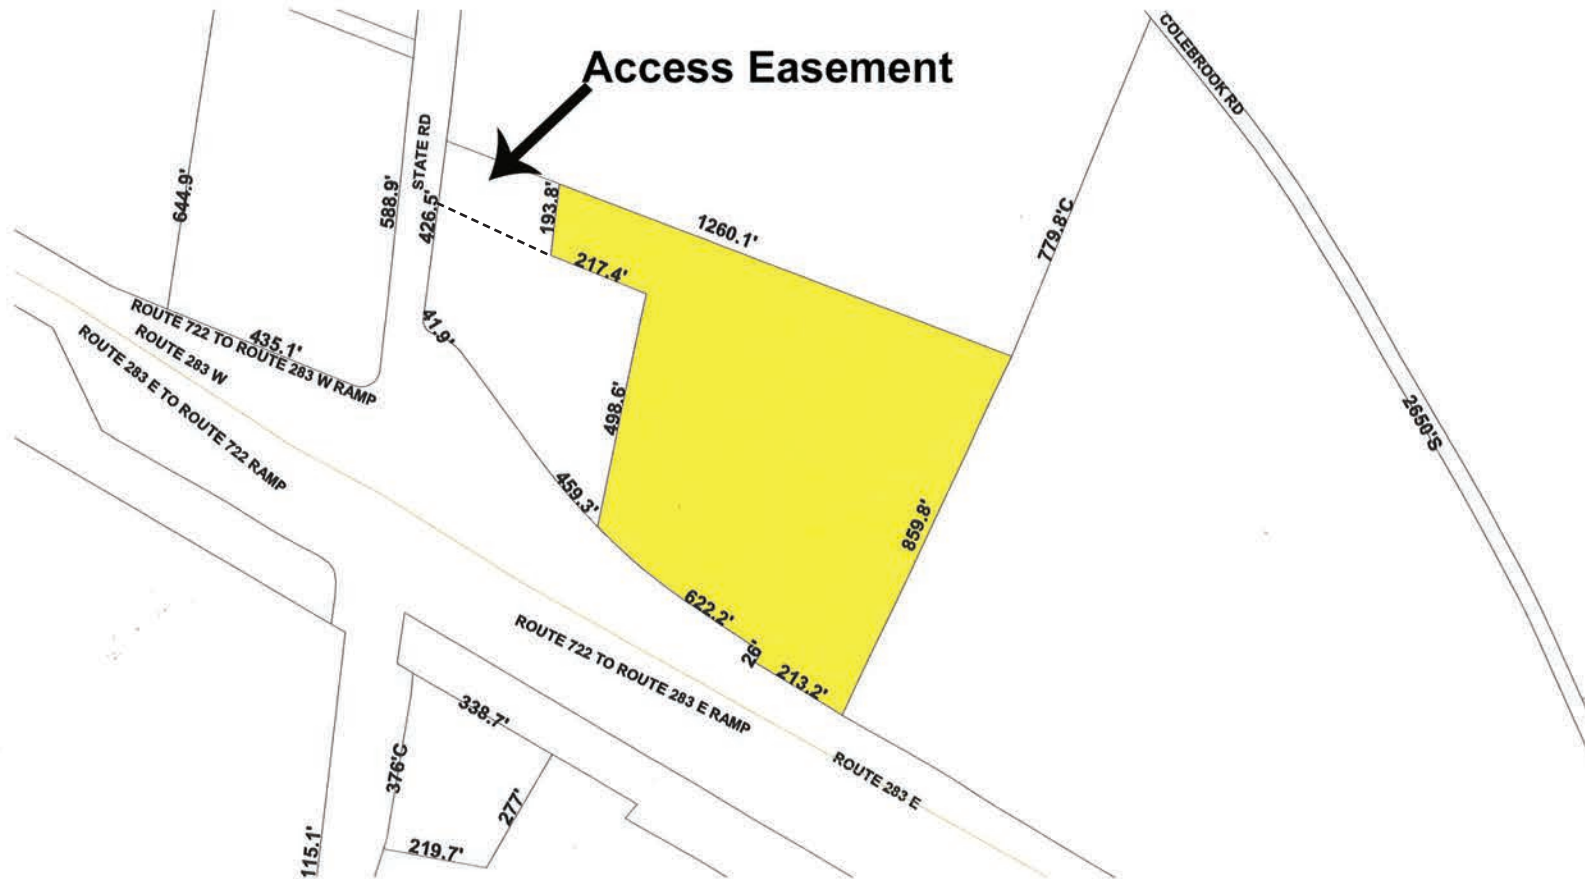 Access Easement
COLEBROOK RD
STATE RD
644.9'
588.9'
426.5'
193.8'
1260.1'
779.8'C
217.4'
41.9'
435.1'
ROUTE 722 TO ROUTE 283 W RAMP
ROUTE 283 W
ROUTE 283 E TO ROUTE 722 RAMP
498.6'
459.3'
859.8'
2650'S
622.2'
26'
213.2'
ROUTE 722 TO ROUTE 283 E RAMP
ROUTE 283 E
338.7'
376'C
277'
219.7'
115.1'